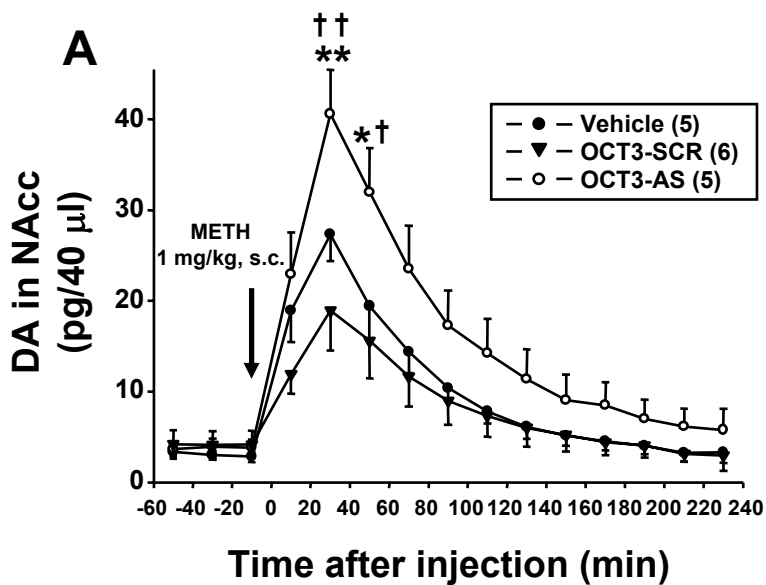 A
† †
**
*†
DA in NAcc
(pg/40 µl)
40
30
20
10
0
METH
1 mg/kg, s.c.
Vehicle (5)
OCT3-SCR (6)
OCT3-AS (5)
-60 -40 -20 0 20 40 60 80 100 120 140 160 180 200 220 240
Time after injection (min)